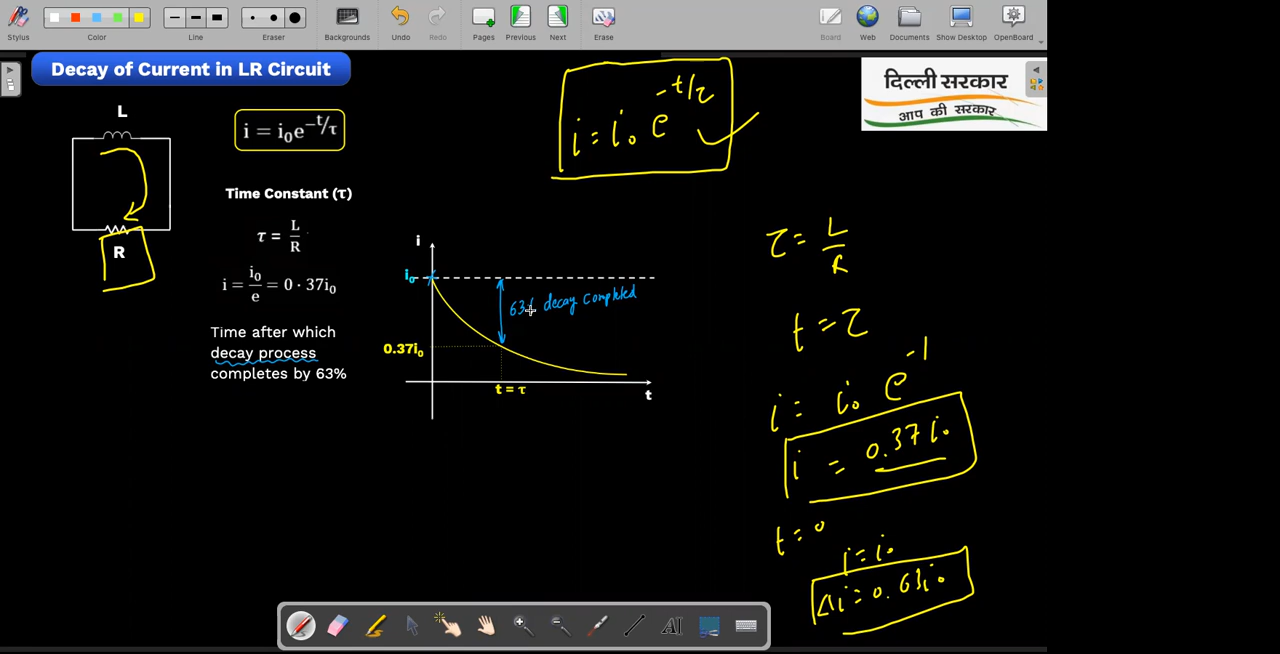 Stylus
Color
Line
Eraser
Backgrounds
Undo
Redo
Pages
Previous
Next
Erase
Board
Web
Documents
Show Desktop
OpenBoard
Decay of Current in LR Circuit
L
R
i = i₀e^(−t/τ)
Time Constant (τ)
τ = L/R
i = i₀/e = 0·37i₀
Time after which
decay process
completes by 63%
i
i₀
63% decay completed
0.37i₀
t = τ
t
i = i₀ e^(−t/τ)
दिल्ली सरकार
आप की सरकार
τ = L/R
t = τ
i = i₀ e^(−1)
i = 0.37 i₀
t = 0
i = i₀
Δi = 0.63i₀
AI